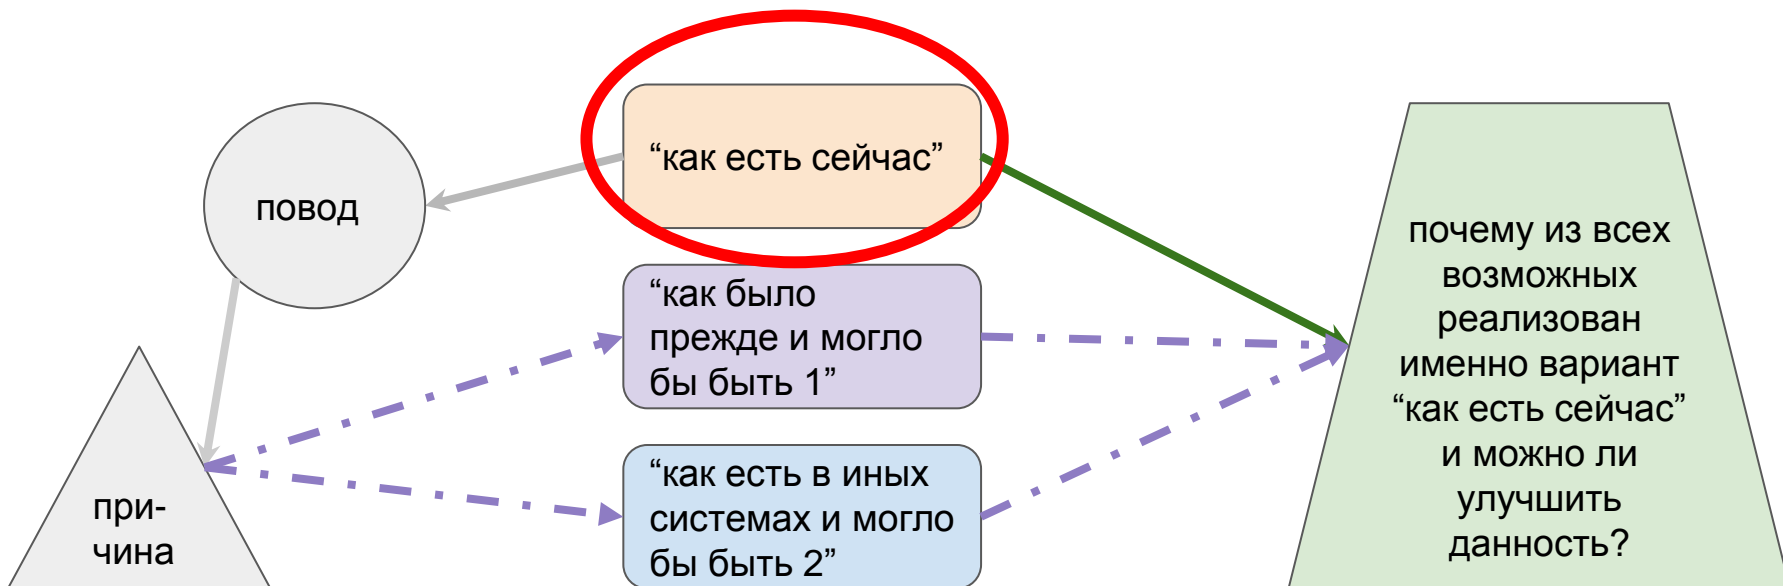 повод
при-
чина
“как есть сейчас”
“как было
прежде и могло
бы быть 1”
“как есть в иных
системах и могло
бы быть 2”
почему из всех
возможных
реализован
именно вариант
“как есть сейчас”
и можно ли
улучшить
данность?